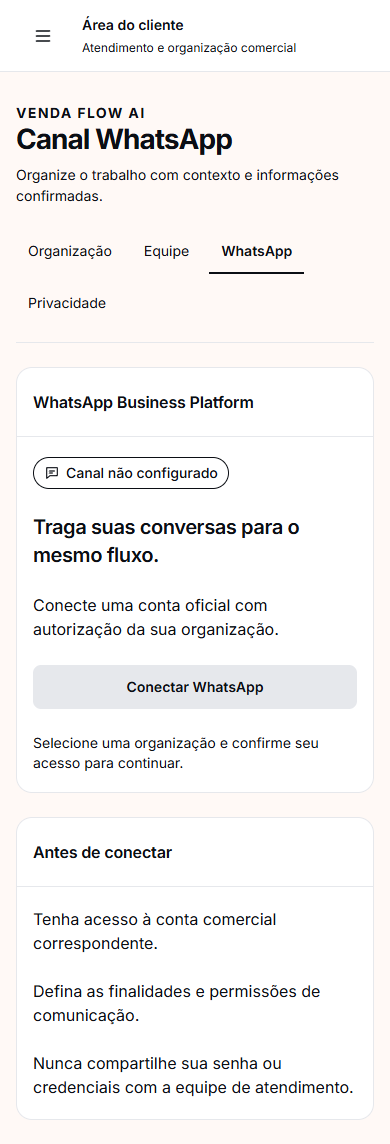 Área do cliente
Atendimento e organização comercial
VENDA FLOW AI
Canal WhatsApp
Organize o trabalho com contexto e informações
confirmadas.
Organização
Equipe
WhatsApp
Privacidade
WhatsApp Business Platform
Canal não configurado
Traga suas conversas para o
mesmo fluxo.
Conecte uma conta oficial com
autorização da sua organização.
Conectar WhatsApp
Selecione uma organização e confirme seu
acesso para continuar.
Antes de conectar
Tenha acesso à conta comercial
correspondente.
Defina as finalidades e permissões de
comunicação.
Nunca compartilhe sua senha ou
credenciais com a equipe de atendimento.